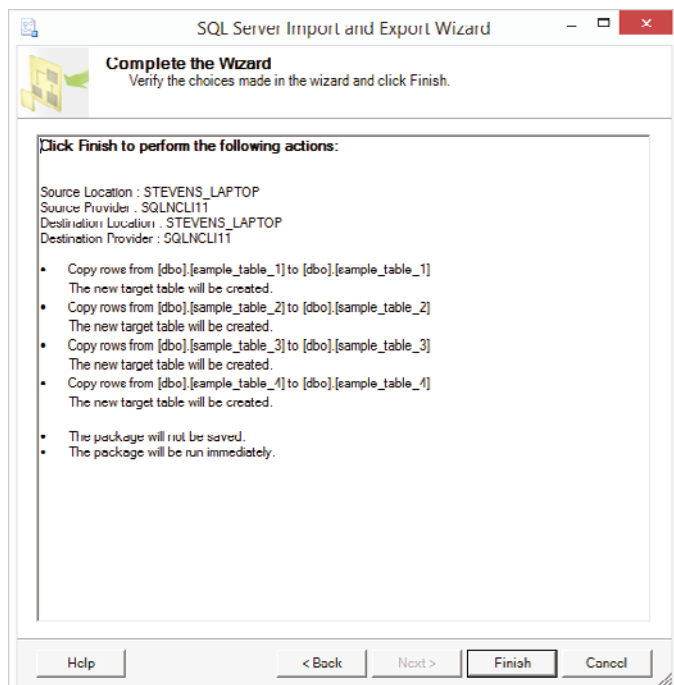 SQL Server Import and Export Wizard
Complete the Wizard
Verify the choices made in the wizard and click Finish.
Click Finish to perform the following actions:
Source Location : STEVENS_LAPTOP
Source Provider : SQLNCLI11
Destination Location : STEVENS_LAPTOP
Destination Provider : SQLNCLI11
• Copy rows from [dbo].[sample_table_1] to [dbo].[sample_table_1]
The new target table will be created.
• Copy rows from [dbo].[sample_table_2] to [dbo].[sample_table_2]
The new target table will be created.
• Copy rows from [dbo].[sample_table_3] to [dbo].[sample_table_3]
The new target table will be created.
• Copy rows from [dbo].[sample_table_4] to [dbo].[sample_table_4]
The new target table will be created.
• The package will not be saved.
• The package will be run immediately.
Help < Back Next > Finish Cancel